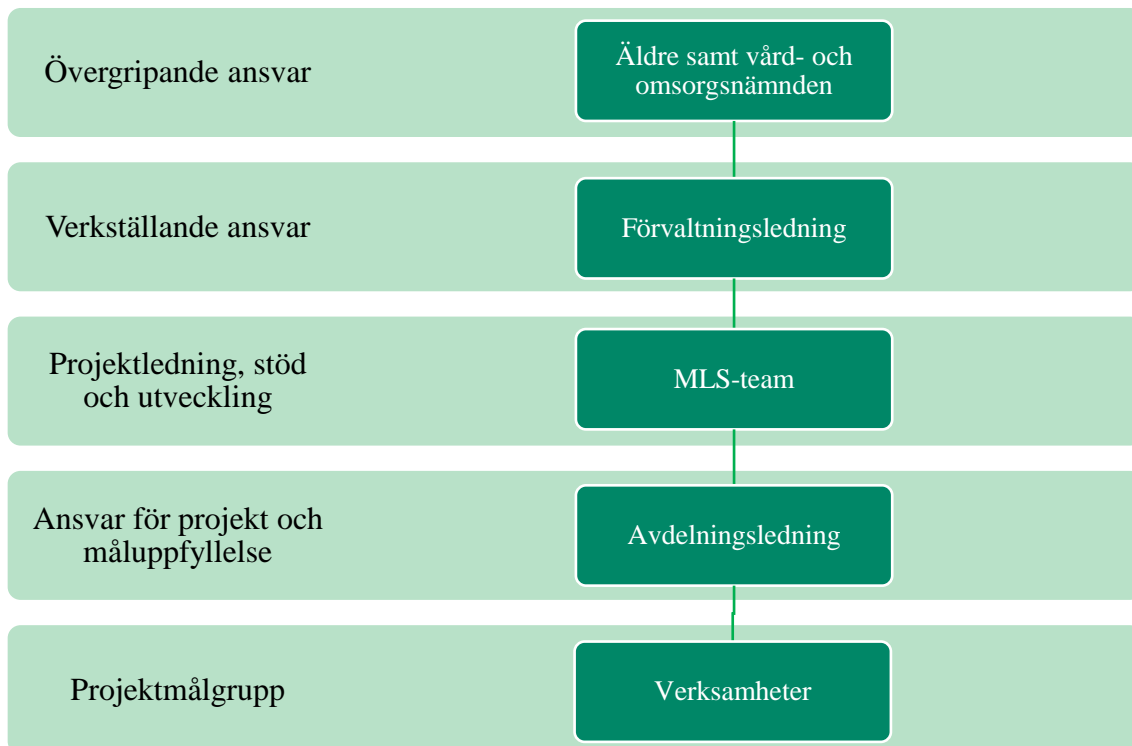 Övergripande ansvar
Äldre samt vård- och
omsorgsnämnden
Verkställande ansvar
Förvaltningsledning
Projektledning, stöd
och utveckling
MLS-team
Ansvar för projekt och
måluppfyllelse
Avdelningsledning
Projektmålgrupp
Verksamheter